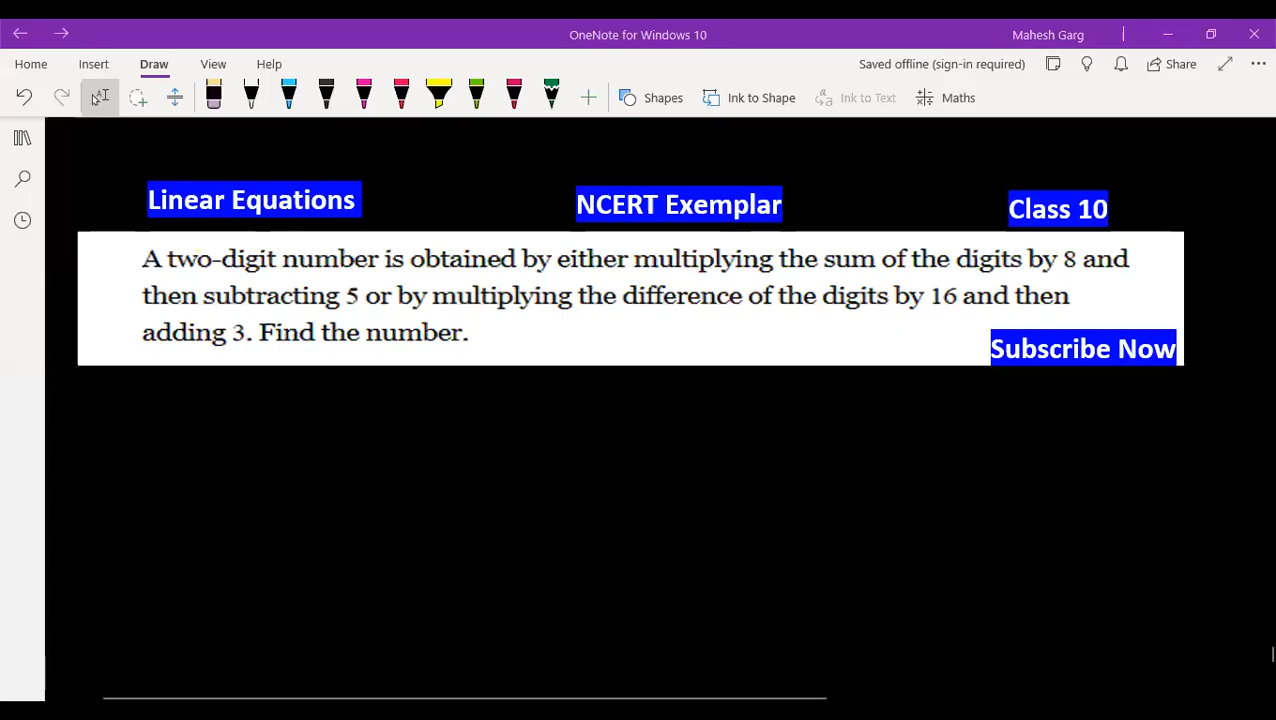 OneNote for Windows 10
Mahesh Garg
Home Insert Draw View Help
Saved offline (sign-in required)
Share
Shapes
Ink to Shape
Ink to Text
Maths
Linear Equations
NCERT Exemplar
Class 10
A two-digit number is obtained by either multiplying the sum of the digits by 8 and
then subtracting 5 or by multiplying the difference of the digits by 16 and then
adding 3. Find the number.
Subscribe Now